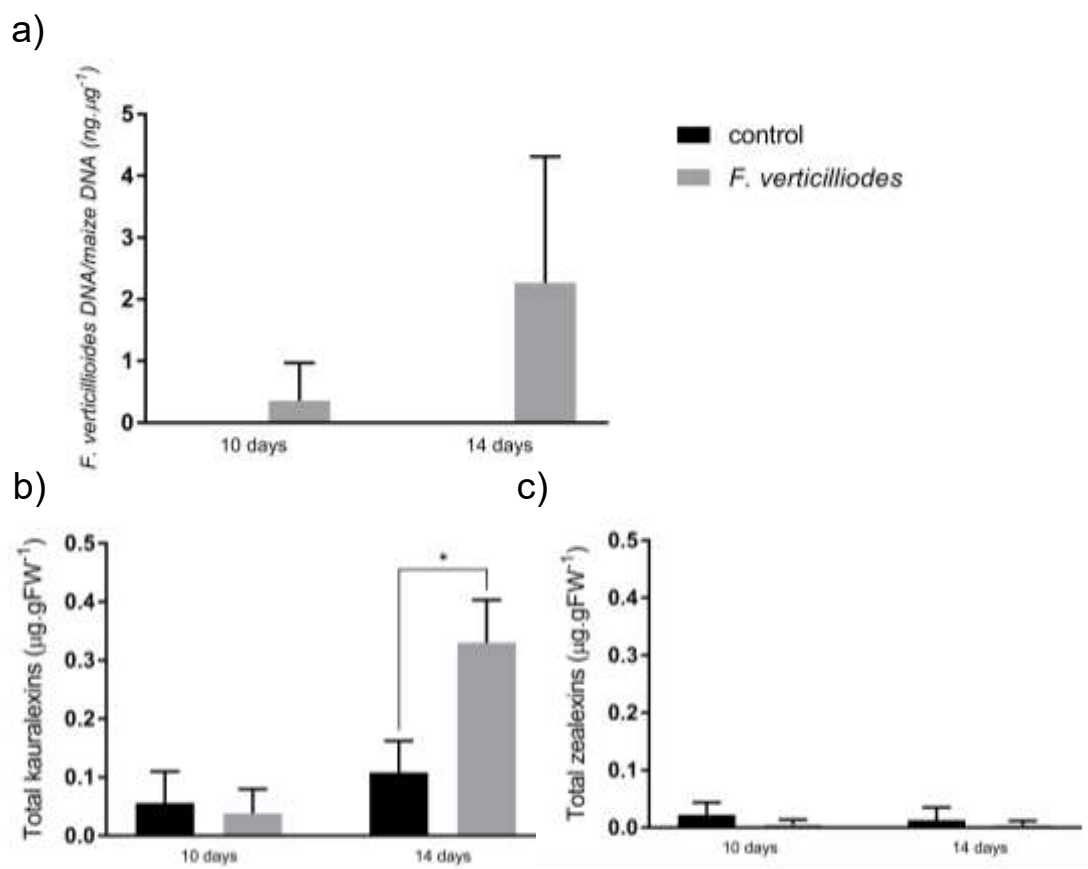 a)
F. verticillioides DNA/maize DNA (ng.µg⁻¹)
5
4
3
2
1
0
10 days
14 days
control
F. verticilliodes
b)
Total kauralexins (µg.gFW⁻¹)
0.5
0.4
0.3
0.2
0.1
0.0
*
10 days
14 days
c)
Total zealexins (µg.gFW⁻¹)
0.5
0.4
0.3
0.2
0.1
0.0
10 days
14 days